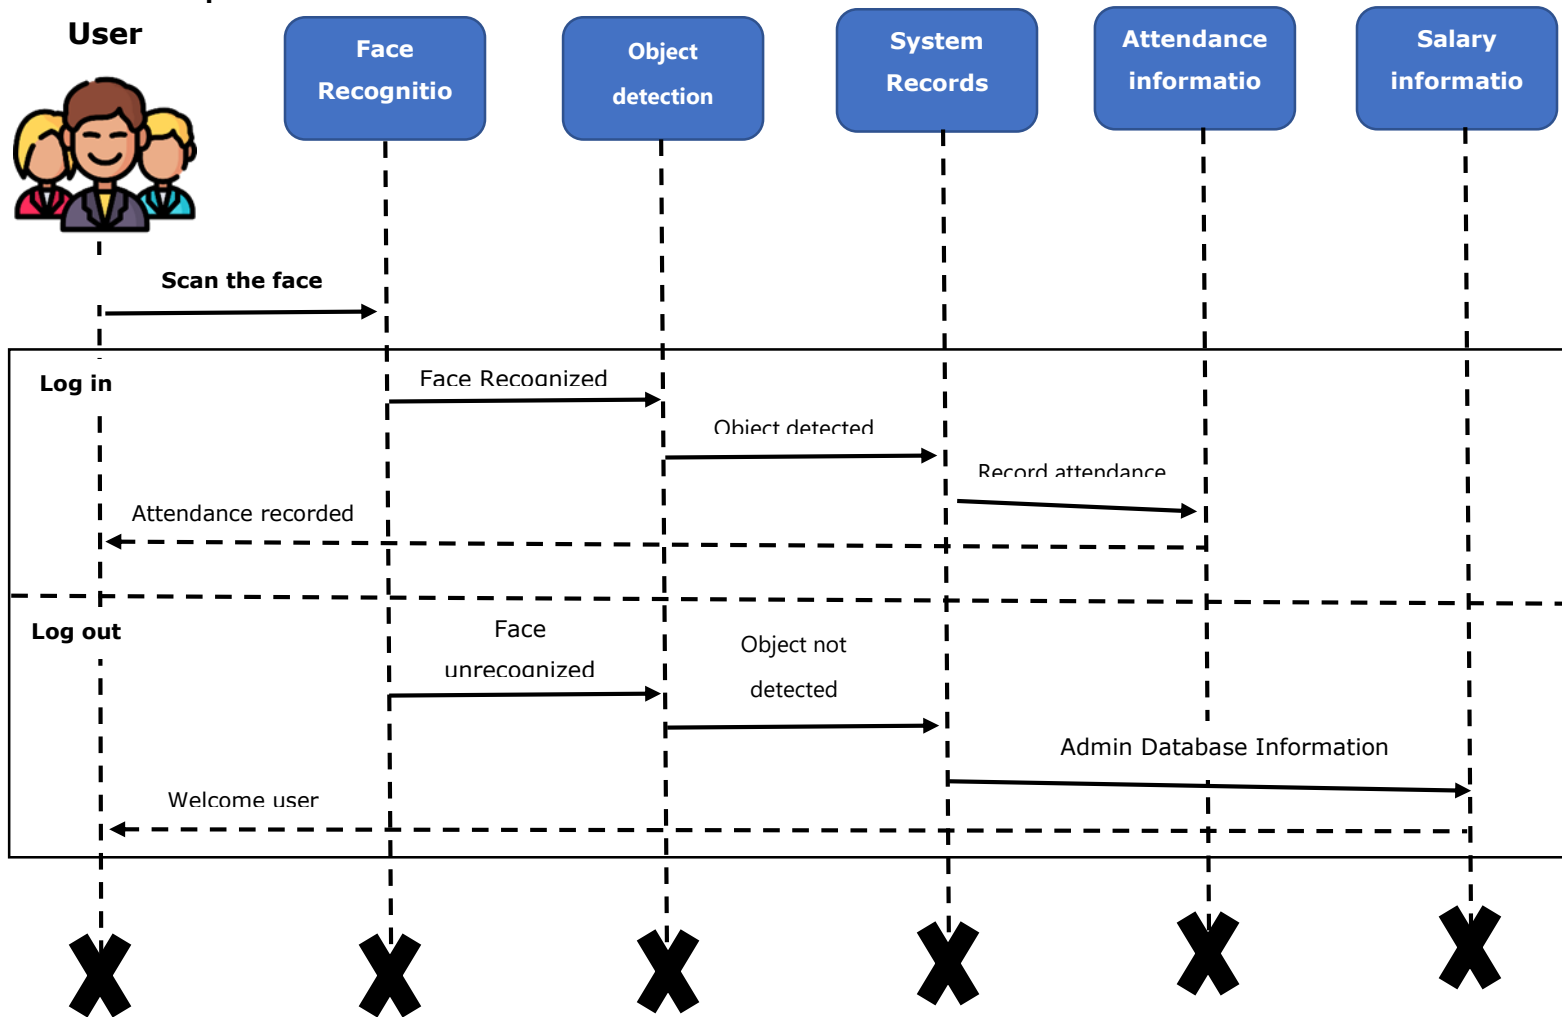 User
Face
Recognitio
Object
detection
System
Records
Attendance
informatio
Salary
informatio
Scan the face
Log in
Face Recognized
Object detected
Record attendance
Attendance recorded
Log out
Face
unrecognized
Object not
detected
Admin Database Information
Welcome user